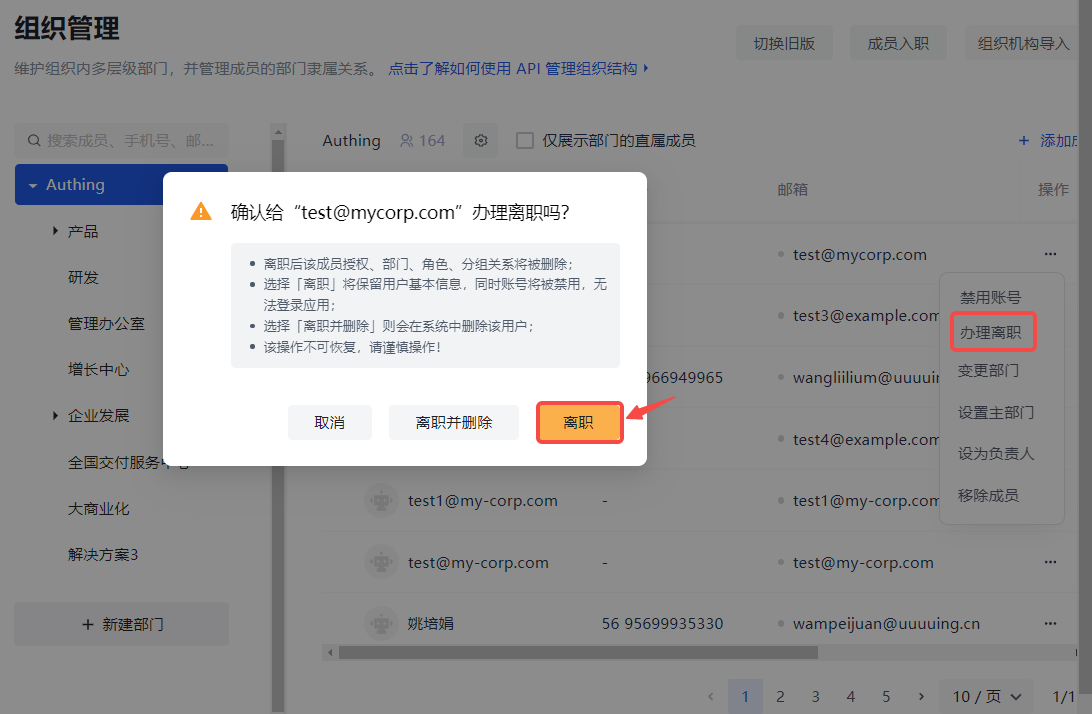 组织管理
切换旧版
成员入职
组织机构导入
维护组织内多层级部门，并管理成员的部门隶属关系。 点击了解如何使用 API 管理组织结构
搜索成员、手机号、邮...
Authing 164
仅展示部门的直属成员
+ 添加
Authing
邮箱
操作
产品
研发
管理办公室
增长中心
企业发展
全国交付服务中心
大商业化
解决方案3
+ 新建部门
确认给“test@mycorp.com”办理离职吗?
离职后该成员授权、部门、角色、分组关系将被删除；
选择「离职」将保留用户基本信息，同时账号将被禁用，无
法登录应用；
选择「离职并删除」则会在系统中删除该用户；
该操作不可恢复，请谨慎操作！
取消
离职并删除
离职
test@mycorp.com ...
test3@example.com
966949965 wangliilium@uuuuin
test4@example.com
test1@my-corp.com - test1@my-corp.com
test@my-corp.com - test@my-corp.com ...
姚培娟 56 95699935330 wampeijuan@uuuuing.cn ...
禁用账号
办理离职
变更部门
设置主部门
设为负责人
移除成员
1 2 3 4 5 10 / 页 1/1